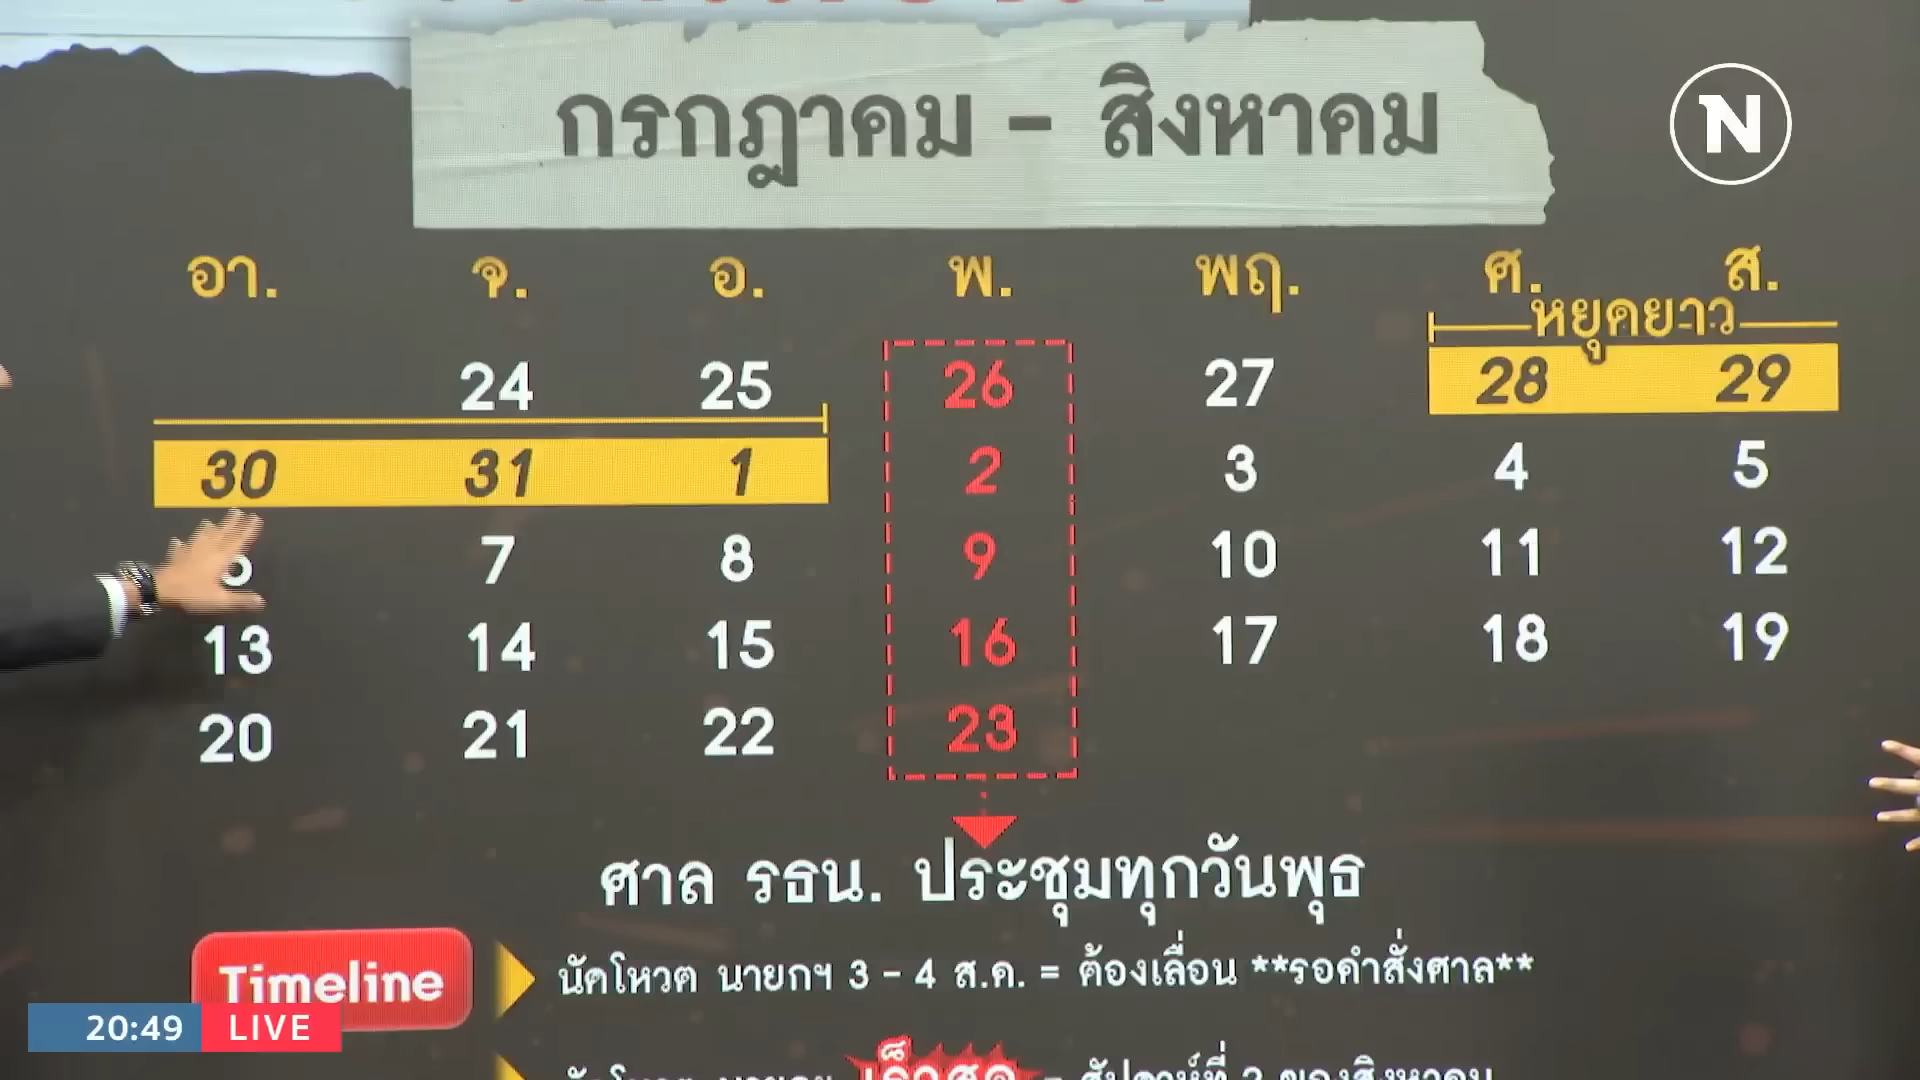 กรกฎาคม - สิงหาคม
N
อา. จ. อ. พ. พฤ. ศ. ส.
หยุดยาว
24 25 26 27 28 29
30 31 1 2 3 4 5
6 7 8 9 10 11 12
13 14 15 16 17 18 19
20 21 22 23
ศาล รธน. ประชุมทุกวันพุธ
Timeline
นัดโหวต นายกฯ 3 - 4 ส.ค. = ต้องเลื่อน **รอคำสั่งศาล**
20:49 LIVE